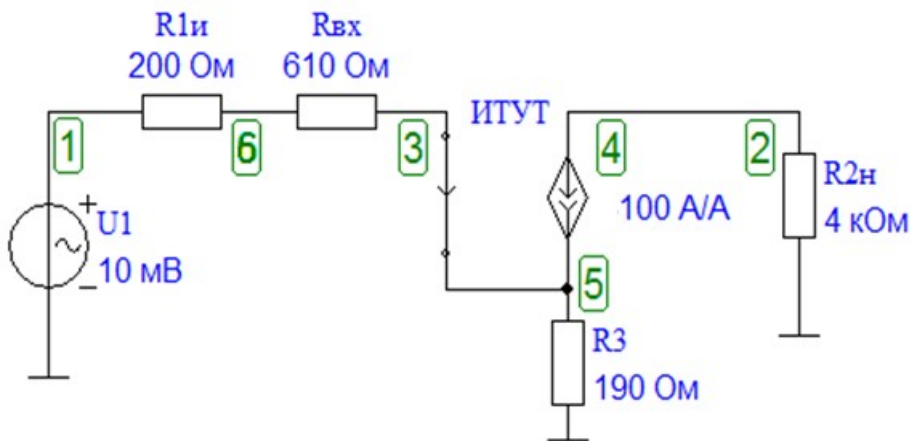 R1и
200 Ом
Rвх
610 Ом
ИТУТ
1
6
3
4
2
U1
10 мВ
100 А/А
R2н
4 кОм
5
R3
190 Ом